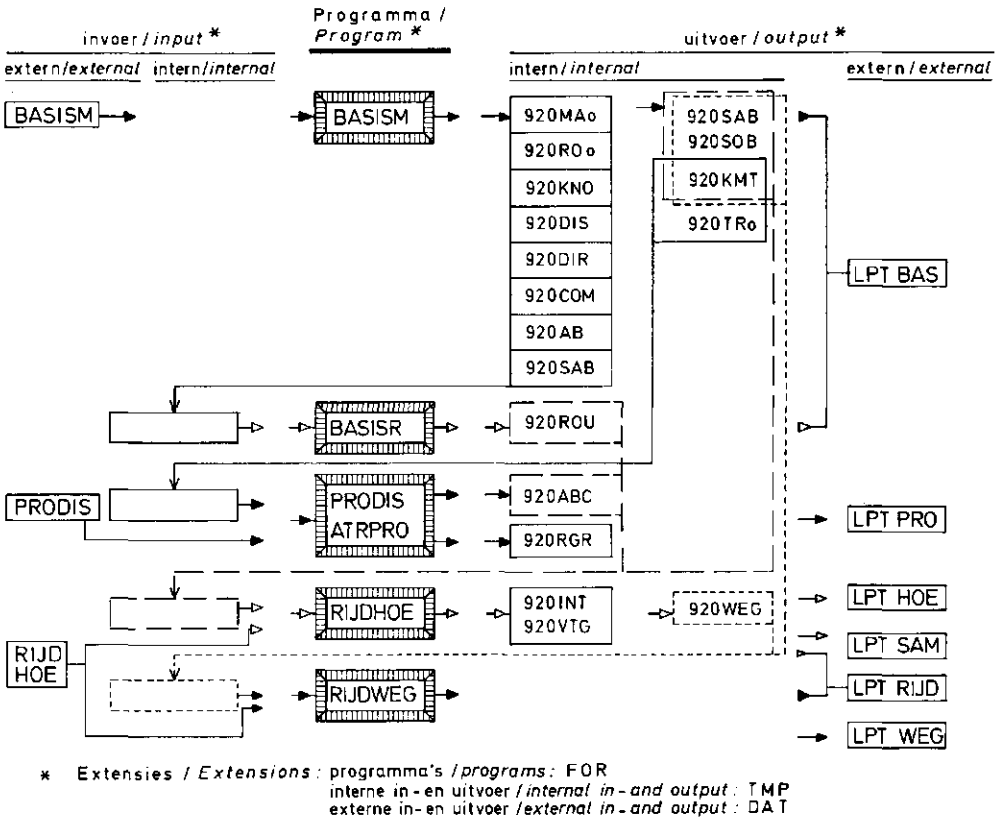 Programma /
Program *
invoer / input *
uitvoer / output *
extern/external intern/internal
intern/internal
extern / external
BASISM
BASISM
920MAo
920ROo
920KNO
920DIS
920DIR
920COM
920AB
920SAB
920SAB
920SOB
920KMT
920TRo
LPT BAS
BASISR
920ROU
PRODIS
PRODIS
ATRPRO
920ABC
920RGR
LPT PRO
RIJDHOE
920INT
920VTG
920WEG
LPT HOE
LPT SAM
RIJD
HOE
RIJDWEG
LPT RIJD
LPT WEG
* Extensies / Extensions : programma's / programs : FOR
interne in- en uitvoer / internal in- and output : TMP
externe in- en uitvoer / external in- and output : DAT